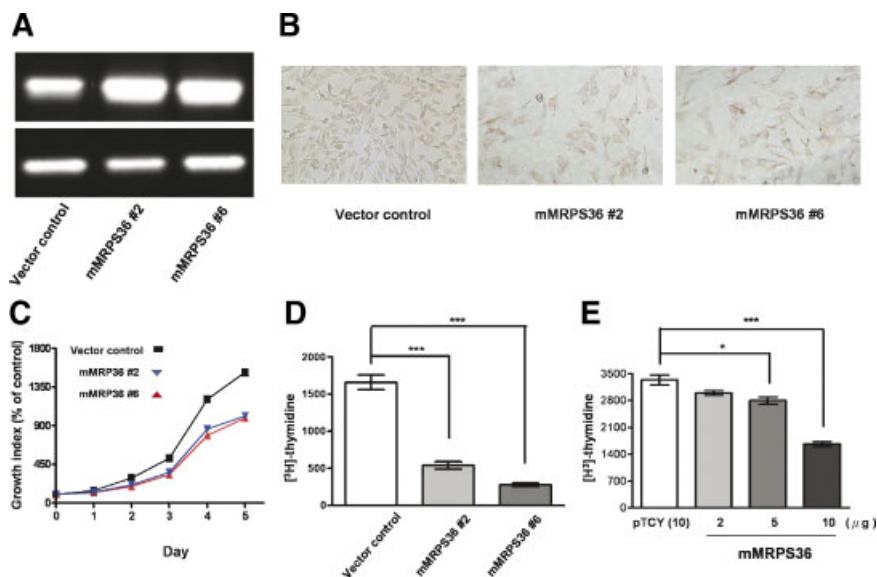 A
B
Vector control
mMRPS36 #2
mMRPS36 #6
Vector control
mMRPS36 #2
mMRPS36 #6
C
Growth index (% of control)
1800
1350
900
450
0
Vector control
mMRP36 #2
mMRPS36 #6
0 1 2 3 4 5
Day
D
[³H]-thymidine
2000
1500
1000
500
0
***
***
Vector control
mMRPS36 #2
mMRPS36 #6
E
[H³]-thymidine
3500
2800
2100
1400
700
0
***
*
pTCY (10) 2 5 10 (μg)
mMRPS36